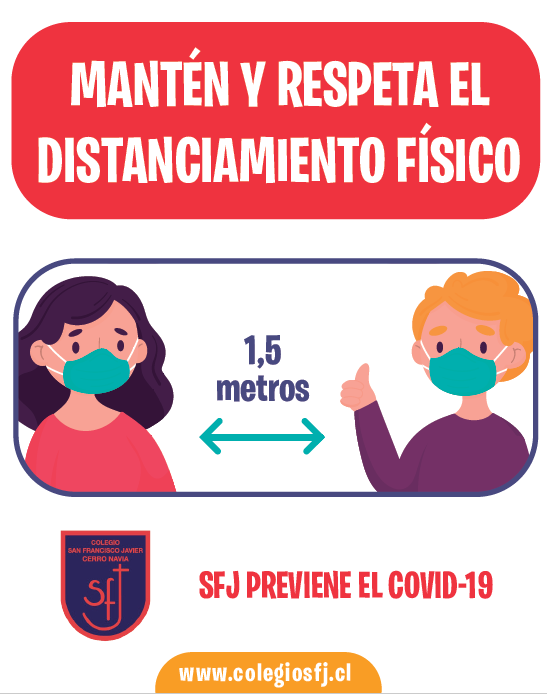 MANTÉN Y RESPETA EL
DISTANCIAMIENTO FÍSICO
1,5
metros
COLEGIO
SAN FRANCISCO JAVIER
CERRO NAVIA
sfj
SFJ PREVIENE EL COVID-19
www.colegiosfj.cl